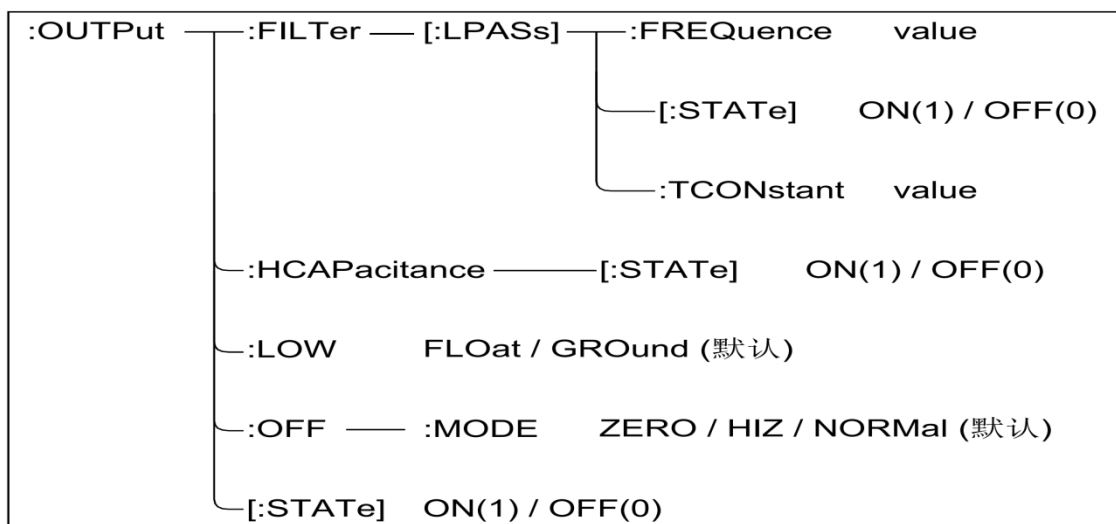 :OUTPut :FILTer [:LPASs] :FREQuence value
[:STATe] ON(1) / OFF(0)
:TCONstant value
:HCAPacitance [:STATe] ON(1) / OFF(0)
:LOW FLOat / GROund (默认)
:OFF :MODE ZERO / HIZ / NORMal (默认)
[:STATe] ON(1) / OFF(0)